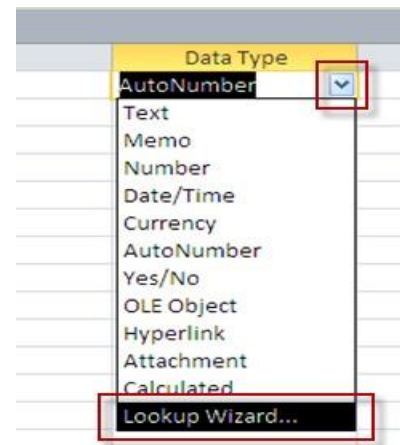 Data Type
AutoNumber
Text
Memo
Number
Date/Time
Currency
AutoNumber
Yes/No
OLE Object
Hyperlink
Attachment
Calculated
Lookup Wizard...